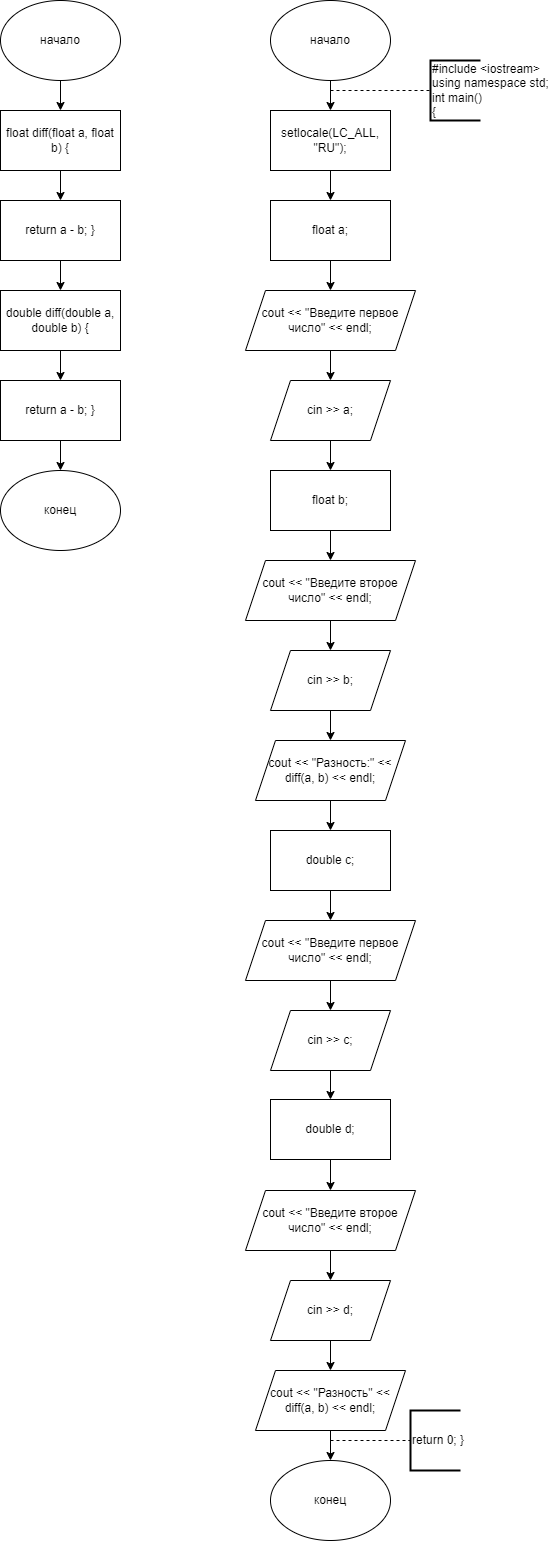 начало
float diff(float a, float
b) {
return a - b; }
double diff(double a,
double b) {
return a - b; }
конец
начало
#include <iostream>
using namespace std;
int main()
{
setlocale(LC_ALL,
"RU");
float a;
cout << "Введите первое
число" << endl;
cin >> a;
float b;
cout << "Введите второе
число" << endl;
cin >> b;
cout << "Разность:" <<
diff(a, b) << endl;
double c;
cout << "Введите первое
число" << endl;
cin >> c;
double d;
cout << "Введите второе
число" << endl;
cin >> d;
cout << "Разность" <<
diff(a, b) << endl;
return 0; }
конец